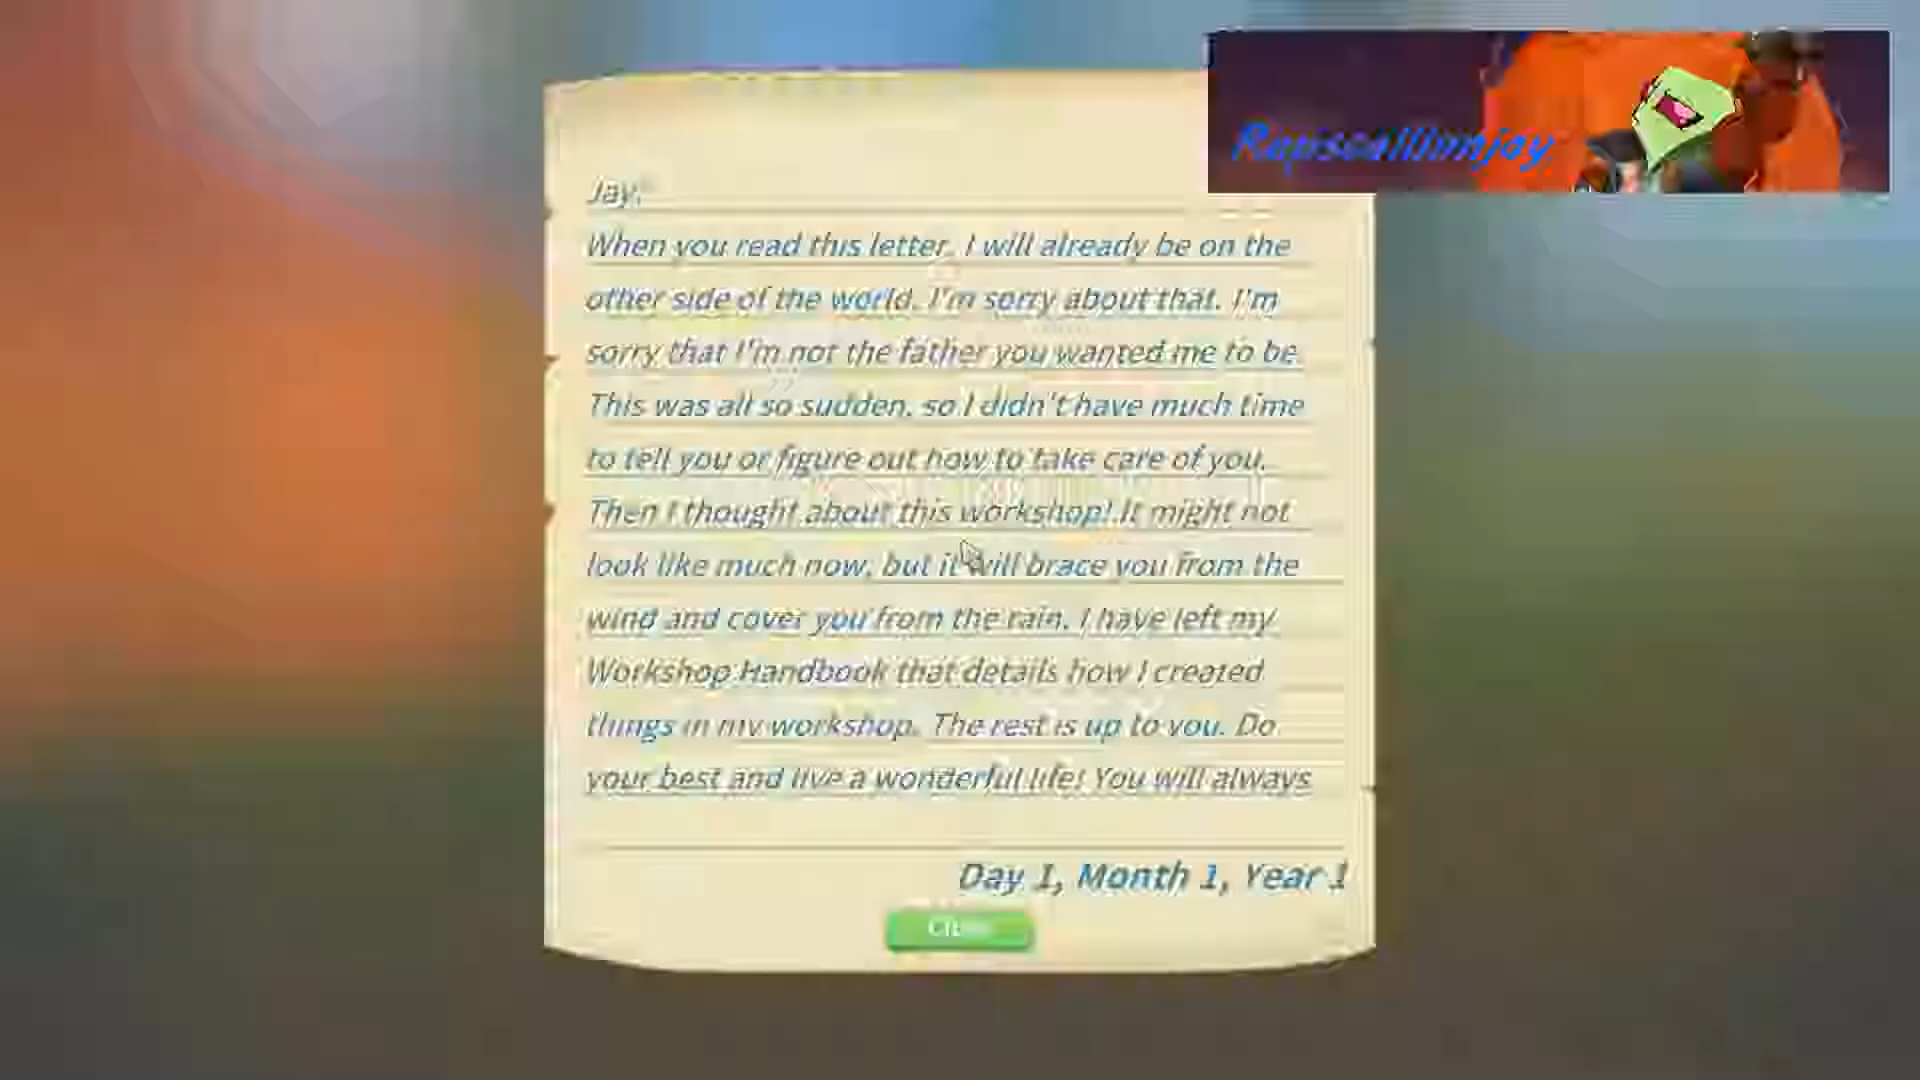 Rapscallionjay
Jay:
When you read this letter, I will already be on the
other side of the world. I'm sorry about that. I'm
sorry that I'm not the father you wanted me to be.
This was all so sudden, so I didn't have much time
to tell you or figure out how to take care of you.
Then I thought about this workshop! It might not
look like much now, but it will brace you from the
wind and cover you from the rain. I have left my
Workshop Handbook that details how I created
things in my workshop. The rest is up to you. Do
your best and live a wonderful life! You will always
Day 1, Month 1, Year 1
Close